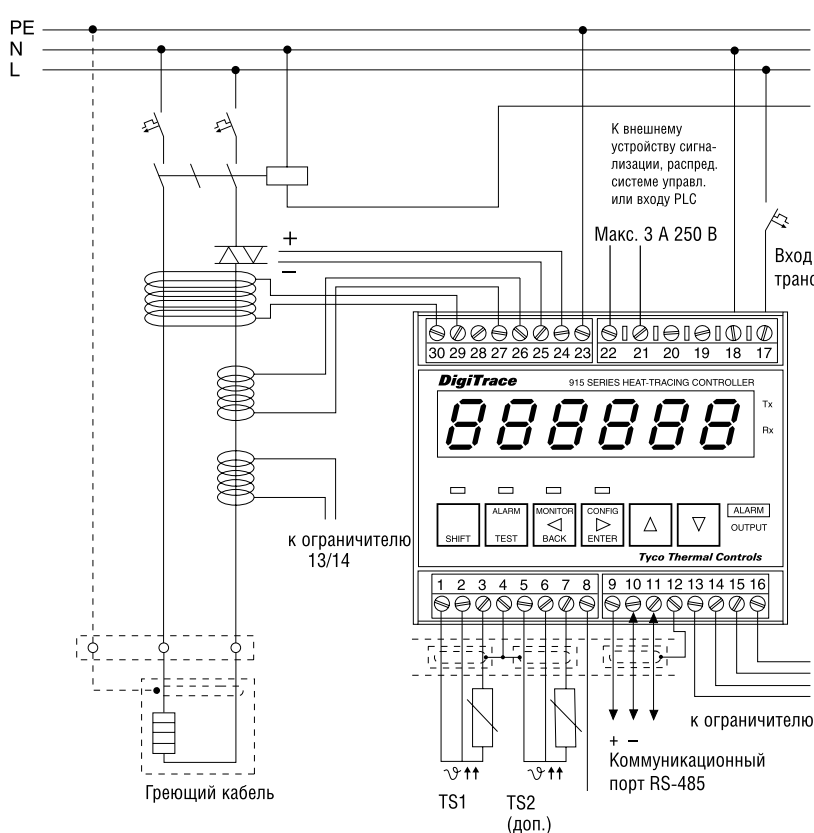 PE
N
L
К внешнему
устройству сигна-
лизации, распред.
системе управл.
или входу PLC
Макс. 3 А 250 В
Вход
транс
+
–
30 29 28 27 26 25 24 23 22 21 20 19 18 17
DigiTrace
915 SERIES HEAT-TRACING CONTROLLER
888888
Tx
Rx
SHIFT
ALARM
TEST
MONITOR
BACK
CONFIG
ENTER
ALARM
OUTPUT
Tyco Thermal Controls
к ограничителю
13/14
1 2 3 4 5 6 7 8 9 10 11 12 13 14 15 16
к ограничителю
+ –
Коммуникационный
порт RS-485
Греющий кабель
TS1
TS2
(доп.)